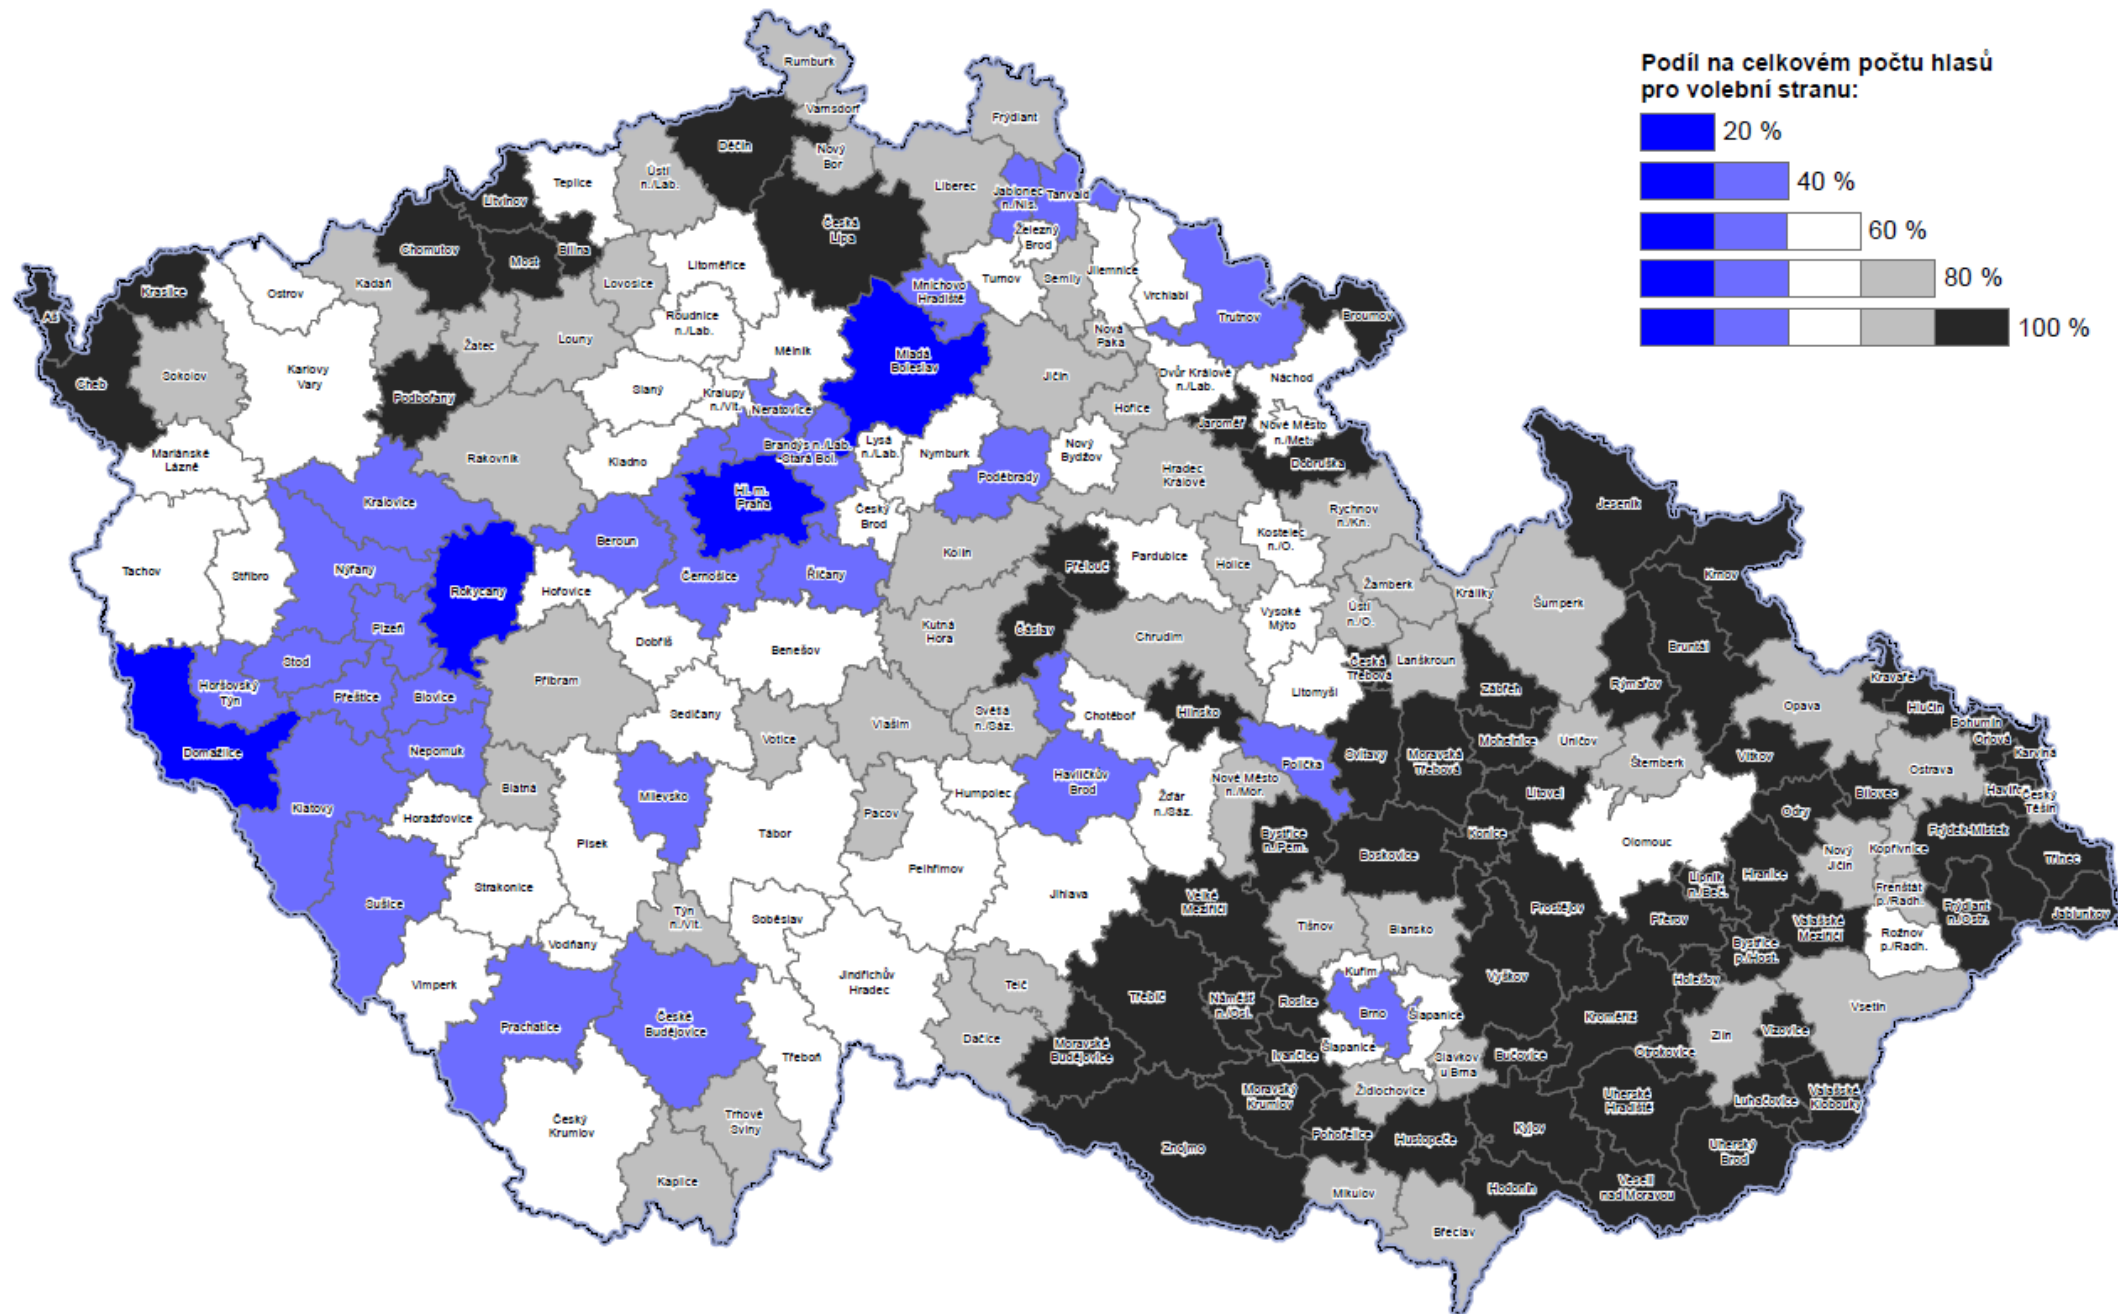 Podíl na celkovém počtu hlasů
pro volební stranu:
20 %
40 %
60 %
80 %
100 %
Rumburk
Varnsdorf
Frýdlant
Děčín
Nový
Bor
Ústí
n./Lab.
Teplice
Liberec
Jablonec
n./Nis.
Tanvald
Litvínov
Česká
Lípa
Železný
Brod
Chomutov
Most
Bílina
Litoměřice
Turnov
Semily
Jilemnice
Vrchlabí
Mnichovo
Hradiště
Kadaň
Lovosice
Kraslice
Ostrov
Aš
Roudnice
n./Lab.
Trutnov
Broumov
Nová
Paka
Žatec
Louny
Mělník
Mladá
Boleslav
Cheb
Sokolov
Karlovy
Vary
Podbořany
Slaný
Kralupy
n./Vlt.
Neratovice
Jičín
Dvůr Králové
n./Lab.
Náchod
Hořice
Jaroměř
Nové Město
n./Met.
Mariánské
Lázně
Rakovník
Kladno
Brandýs n./Lab.
-Stará Bol.
Lysá
n./Lab.
Nymburk
Nový
Bydžov
Poděbrady
Hradec
Králové
Dobruška
Kralovice
Hl. m.
Praha
Český
Brod
Rychnov
n./Kn.
Jeseník
Beroun
Kostelec
n./O.
Kolín
Přelouč
Pardubice
Holice
Tachov
Stříbro
Nýřany
Rokycany
Hořovice
Černošice
Říčany
Žamberk
Králíky
Šumperk
Krnov
Plzeň
Dobříš
Benešov
Kutná
Hora
Čáslav
Chrudim
Vysoké
Mýto
Ústí
n./O.
Stod
Horšovský
Týn
Přeštice
Blovice
Příbram
Česká
Třebová
Lanškroun
Bruntál
Rýmařov
Zábřeh
Litomyšl
Sedlčany
Votice
Vlašim
Světlá
n./Sáz.
Chotěboř
Hlinsko
Kravaře
Hlučín
Opava
Bohumín
Orlová
Karviná
Domažlice
Nepomuk
Svitavy
Moravská
Třebová
Mohelnice
Uničov
Šternberk
Vítkov
Ostrava
Polička
Klatovy
Blatná
Milevsko
Havlíčkův
Brod
Nové Město
n./Mor.
Litovel
Bílovec
Havířov
Český
Těšín
Horažďovice
Humpolec
Žďár
n./Sáz.
Pacov
Písek
Tábor
Bystřice
n./Pern.
Boskovice
Konice
Olomouc
Odry
Frýdek-Místek
Nový
Jičín
Kopřivnice
Třinec
Pelhřimov
Jihlava
Strakonice
Sušice
Týn
n./Vlt.
Soběslav
Velké
Meziříčí
Prostějov
Lipník
n./Beč.
Hranice
Frenštát
p./Radh.
Frýdlant
n./Ostr.
Jablunkov
Tišnov
Blansko
Přerov
Valašské
Meziříčí
Rožnov
p./Radh.
Vodňany
Bystřice
p./Host.
Vimperk
Jindřichův
Hradec
Telč
Třebíč
Náměšť
n./Osl.
Rosice
Kuřim
Brno
Šlapanice
Vyškov
Holešov
Vsetín
Prachatice
České
Budějovice
Kroměříž
Zlín
Vizovice
Dačice
Moravské
Budějovice
Ivančice
Šlapanice
Slavkov
u Brna
Bučovice
Otrokovice
Třeboň
Moravský
Krumlov
Židlochovice
Uherské
Hradiště
Luhačovice
Valašské
Klobouky
Český
Krumlov
Trhové
Sviny
Znojmo
Pohořelice
Hustopeče
Kyjov
Uherský
Brod
Kaplice
Mikulov
Hodonín
Veselí
nad Moravou
Břeclav